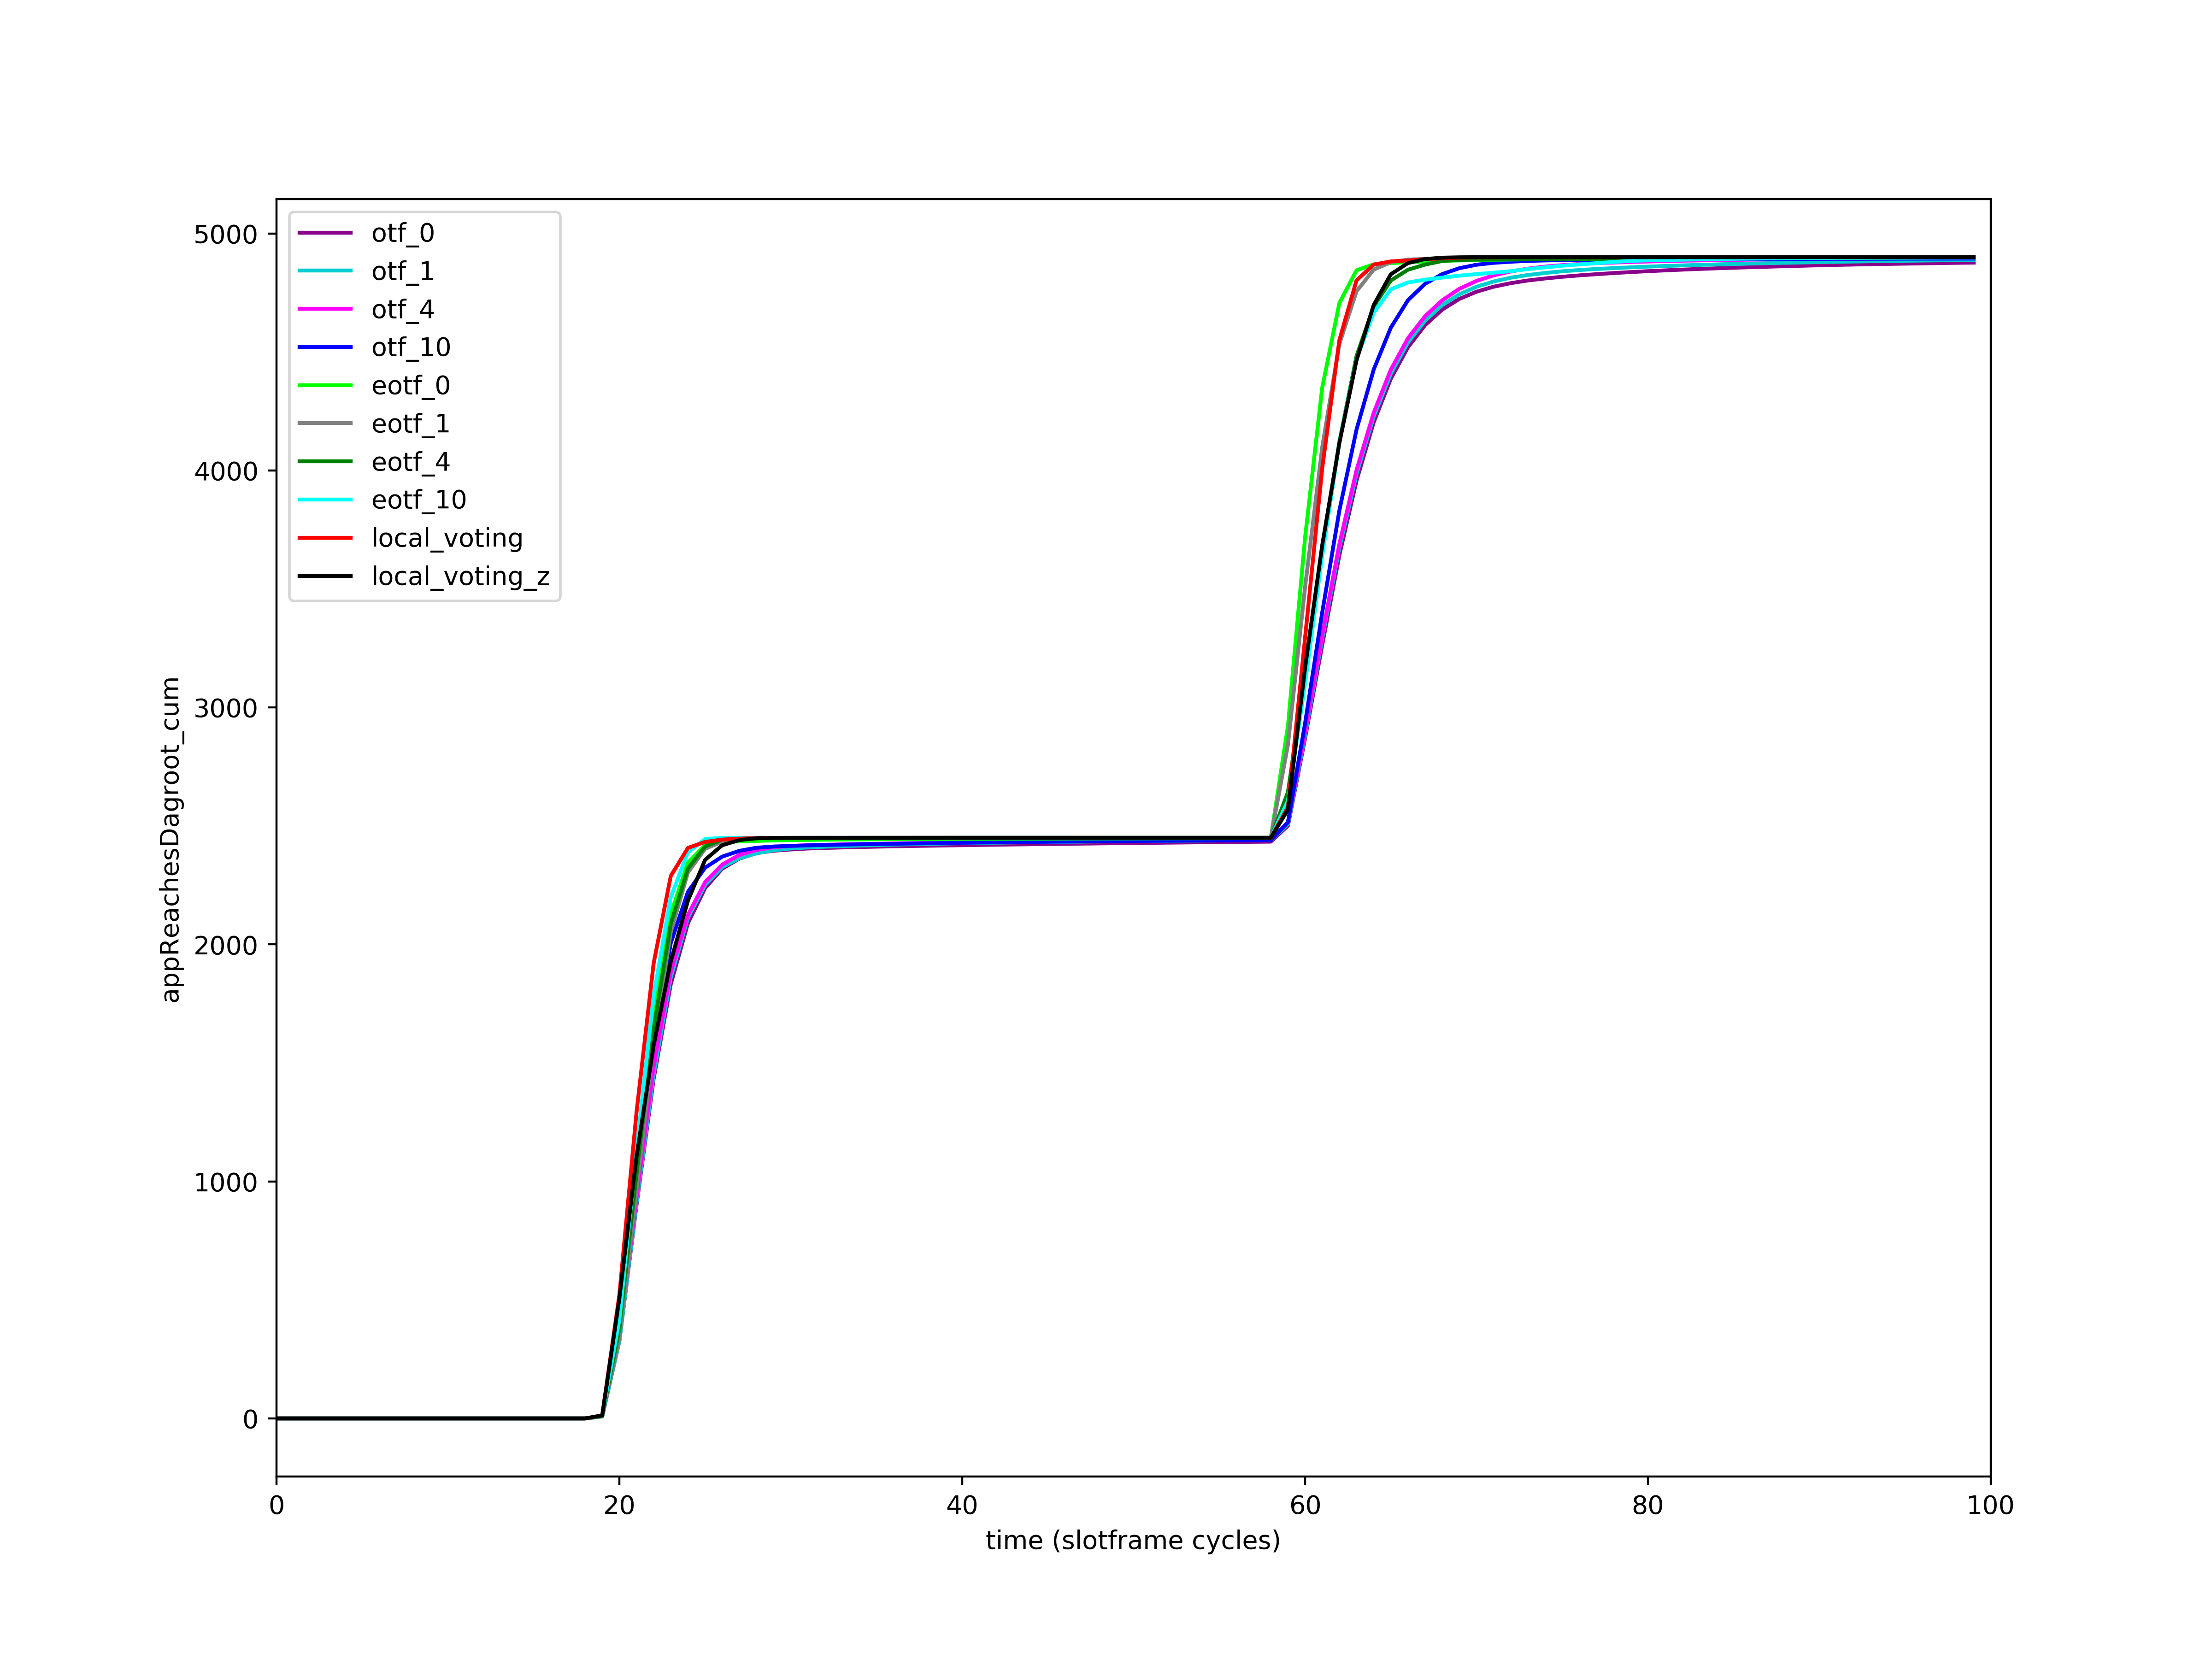 5000
4000
3000
2000
1000
0
appReachesDagroot_cum
otf_0
otf_1
otf_4
otf_10
eotf_0
eotf_1
eotf_4
eotf_10
local_voting
local_voting_z
0 20 40 60 80 100
time (slotframe cycles)